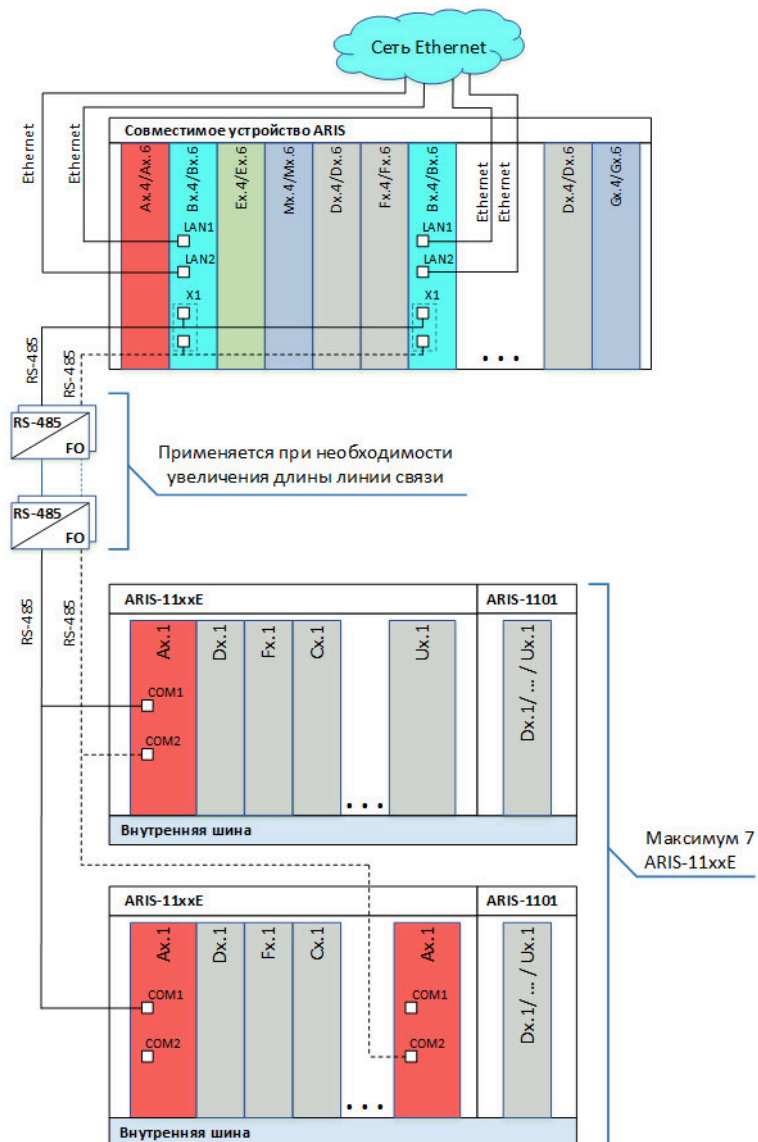 Сеть Ethernet
Ethernet
Ethernet
Совместимое устройство ARIS
Ax.4/Ax.6
Bx.4/Bx.6
Ex.4/Ex.6
Mx.4/Mx.6
Dx.4/Dx.6
Fx.4/Fx.6
Bx.4/Bx.6
Ethernet
Ethernet
Dx.4/Dx.6
Gx.4/Gx.6
LAN1
LAN1
LAN2
LAN2
X1
X1
...
RS-485
RS-485
RS-485
FO
Применяется при необходимости
увеличения длины линии связи
RS-485
FO
RS-485
RS-485
ARIS-11xxE
ARIS-1101
Ax.1
Dx.1
Fx.1
Cx.1
Ux.1
Dx.1/ ... / Ux.1
COM1
COM2
...
Внутренняя шина
Максимум 7
ARIS-11xxE
ARIS-11xxE
ARIS-1101
Ax.1
Dx.1
Fx.1
Cx.1
Ax.1
Dx.1/ ... / Ux.1
COM1
COM1
COM2
COM2
...
Внутренняя шина